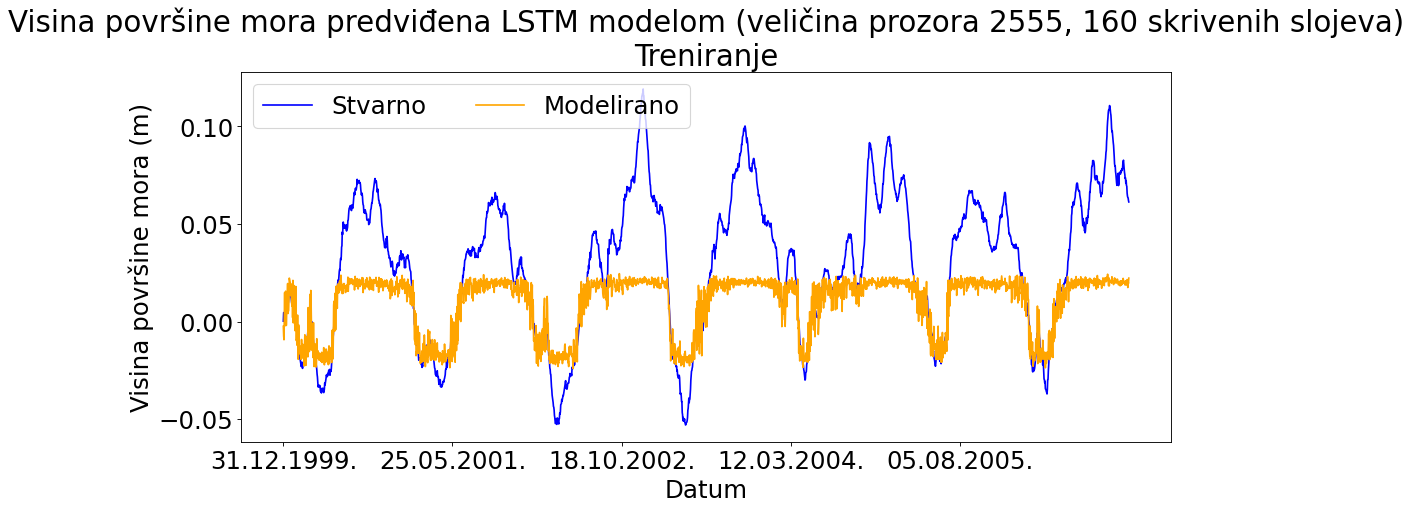 Visina površine mora predviđena LSTM modelom (veličina prozora 2555, 160 skrivenih slojeva)
Treniranje
Stvarno Modelirano
Visina površine mora (m)
0.10
0.05
0.00
−0.05
31.12.1999. 25.05.2001. 18.10.2002. 12.03.2004. 05.08.2005.
Datum